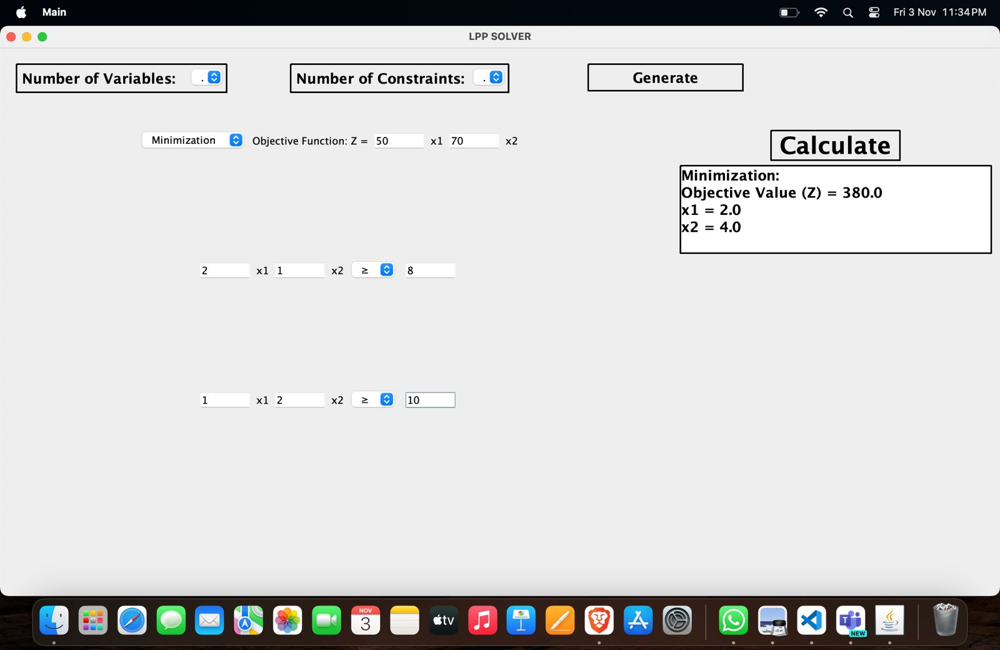 Main
Fri 3 Nov 11:34 PM
LPP SOLVER
Number of Variables: .
Number of Constraints: .
Generate
Minimization Objective Function: Z = 50 x1 70 x2
Calculate
Minimization:
Objective Value (Z) = 380.0
x1 = 2.0
x2 = 4.0
2 x1 1 x2 ≥ 8
1 x1 2 x2 ≥ 10
NOV
3
tv
T
NEW